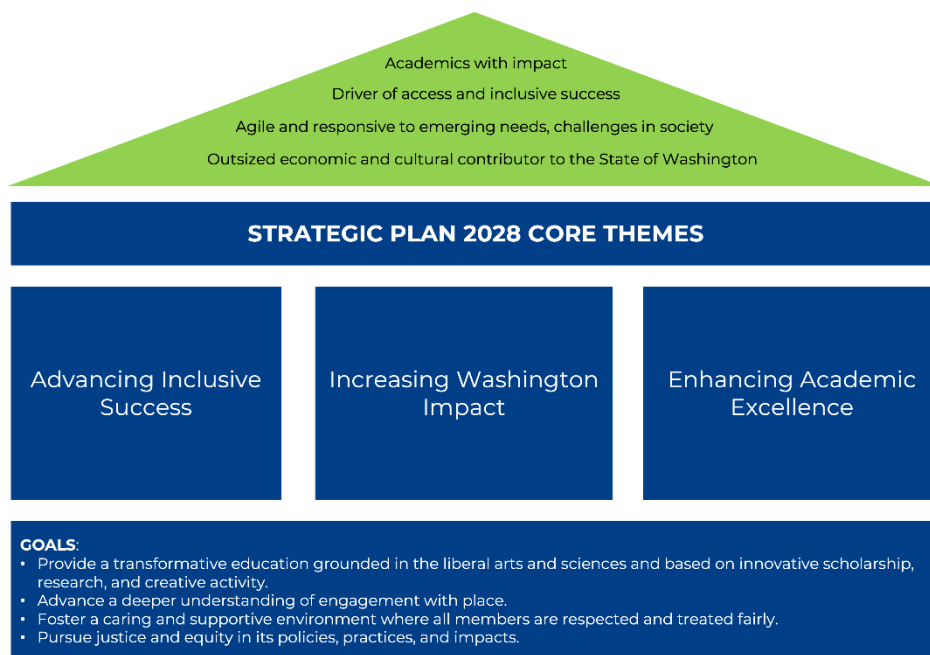 Academics with impact
Driver of access and inclusive success
Agile and responsive to emerging needs, challenges in society
Outsized economic and cultural contributor to the State of Washington
STRATEGIC PLAN 2028 CORE THEMES
Advancing Inclusive
Success
Increasing Washington
Impact
Enhancing Academic
Excellence
GOALS:
• Provide a transformative education grounded in the liberal arts and sciences and based on innovative scholarship,
research, and creative activity.
• Advance a deeper understanding of engagement with place.
• Foster a caring and supportive environment where all members are respected and treated fairly.
• Pursue justice and equity in its policies, practices, and impacts.